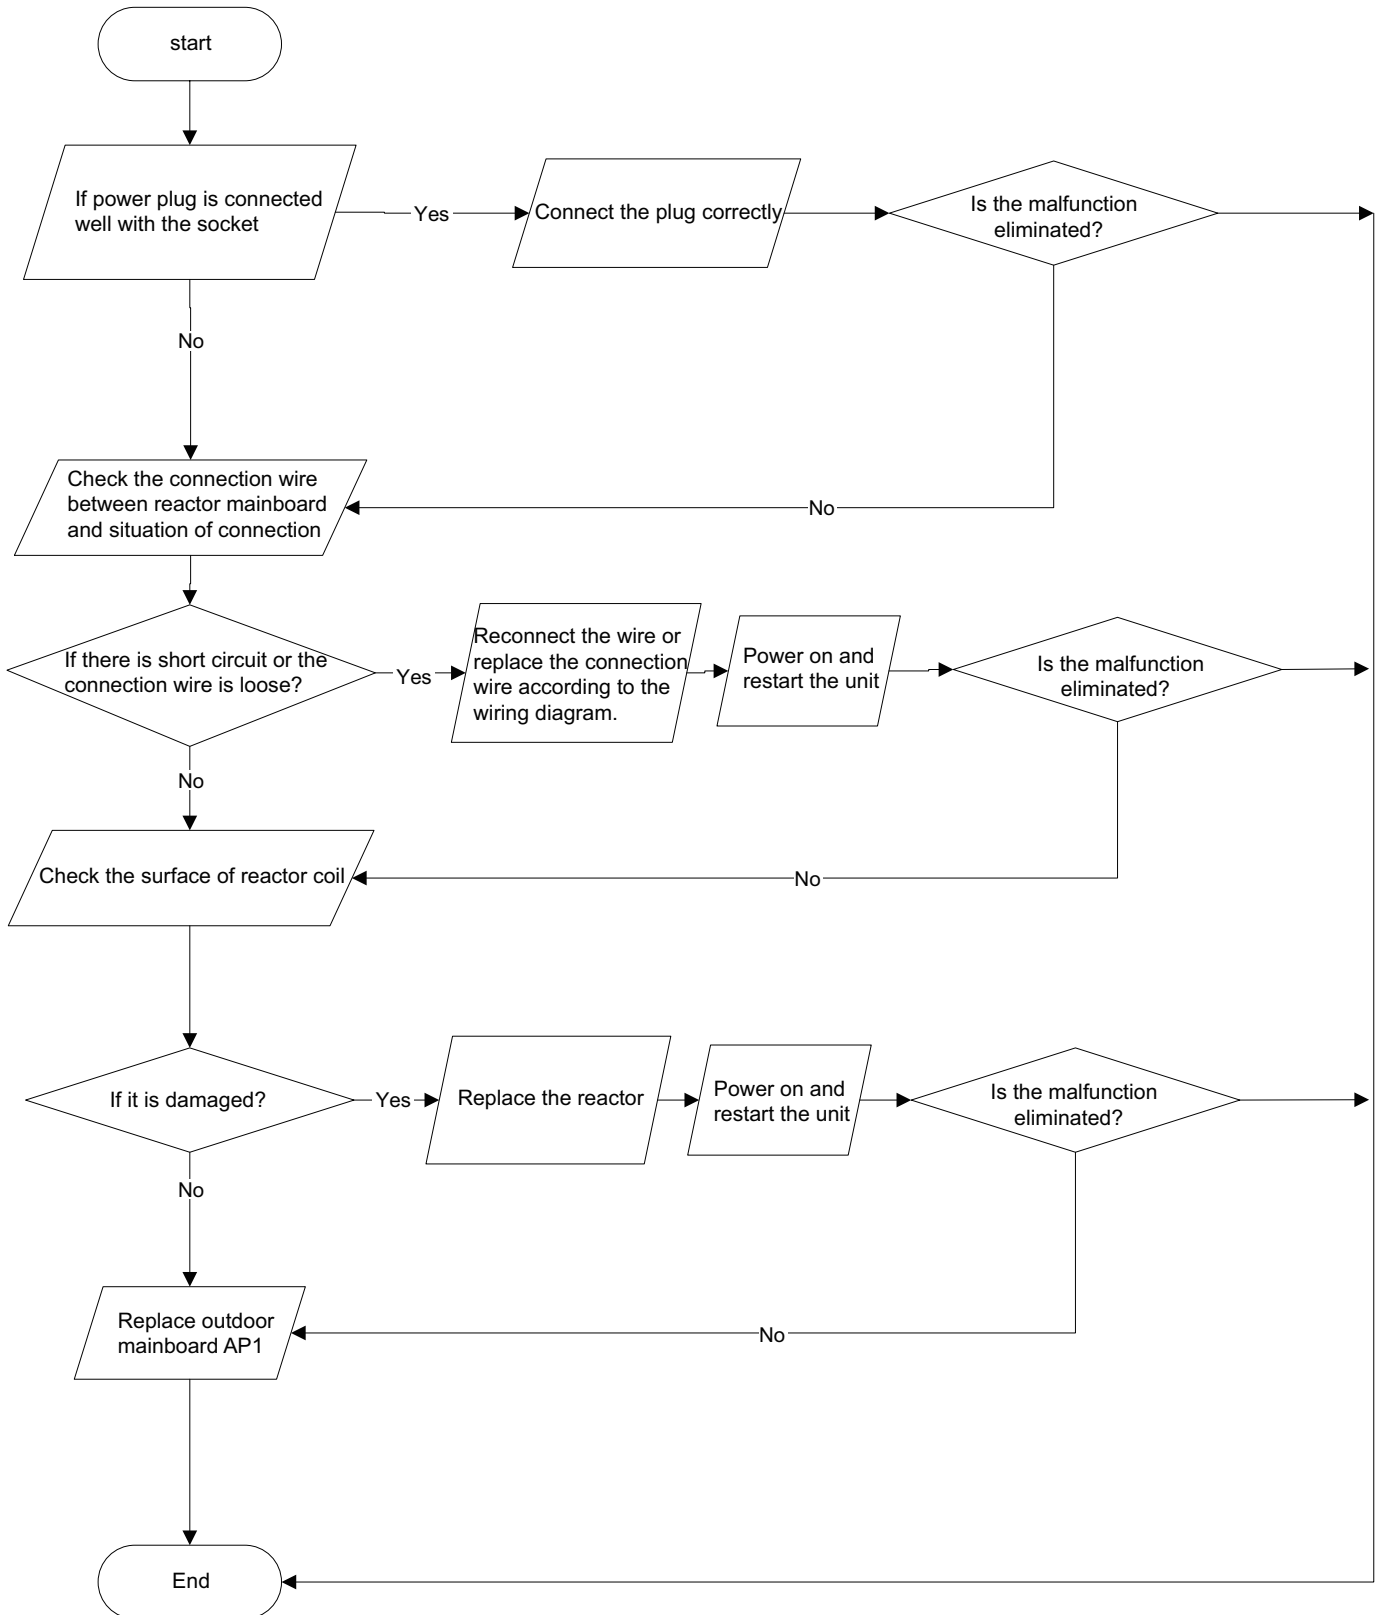 start
If power plug is connected
well with the socket
Yes
Connect the plug correctly
Is the malfunction
eliminated?
No
Check the connection wire
between reactor mainboard
and situation of connection
No
If there is short circuit or the
connection wire is loose?
Yes
Reconnect the wire or
replace the connection
wire according to the
wiring diagram.
Power on and
restart the unit
Is the malfunction
eliminated?
No
Check the surface of reactor coil
No
If it is damaged?
Yes
Replace the reactor
Power on and
restart the unit
Is the malfunction
eliminated?
No
Replace outdoor
mainboard AP1
No
End